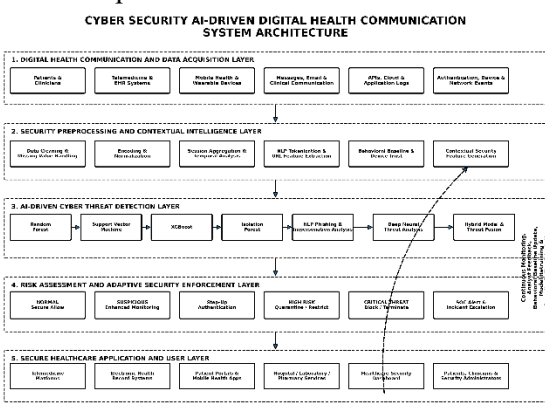 CYBER SECURITY AI-DRIVEN DIGITAL HEALTH COMMUNICATION
SYSTEM ARCHITECTURE
1. DIGITAL HEALTH COMMUNICATION AND DATA ACQUISITION LAYER
Patients &
Clinicians
Telemedicine &
EHR Systems
Mobile Health &
Wearable Devices
Messages, Email &
Clinical Communication
APIs, Cloud &
Application Logs
Authentication, Device &
Network Events
2. SECURITY PREPROCESSING AND CONTEXTUAL INTELLIGENCE LAYER
Data Cleaning &
Missing Value Handling
Encoding &
Normalization
Session Aggregation &
Temporal Analysis
NLP Tokenization &
URL Feature Extraction
Behavioral Baseline &
Device Trust
Contextual Security
Feature Generation
3. AI-DRIVEN CYBER THREAT DETECTION LAYER
Random
Forest
Support Vector
Machine
XGBoost
Isolation
Forest
NLP Phishing &
Analysis
Deep Neural
Threat Analysis
Hybrid Model &
Threat Fusion
Continuous Monitoring,
Analyst Feedback,
Behavioral Baseline Update,
4. RISK ASSESSMENT AND ADAPTIVE SECURITY ENFORCEMENT LAYER
NORMAL
Secure Allow
SUSPICIOUS
Enhanced Monitoring
Step-Up
Authentication
HIGH RISK
Quarantine - Restrict
CRITICAL THREAT
Block / Terminate
SOC Alert &
Incident Escalation
5. SECURE HEALTHCARE APPLICATION AND USER LAYER
Telemedicine
Platforms
Electronic Health
Record Systems
Patient Portals &
Mobile Health Apps
Hospital / Laboratory /
Pharmacy Services
Healthcare Security
Dashboard
Patients, Clinicians &
Security Administrators